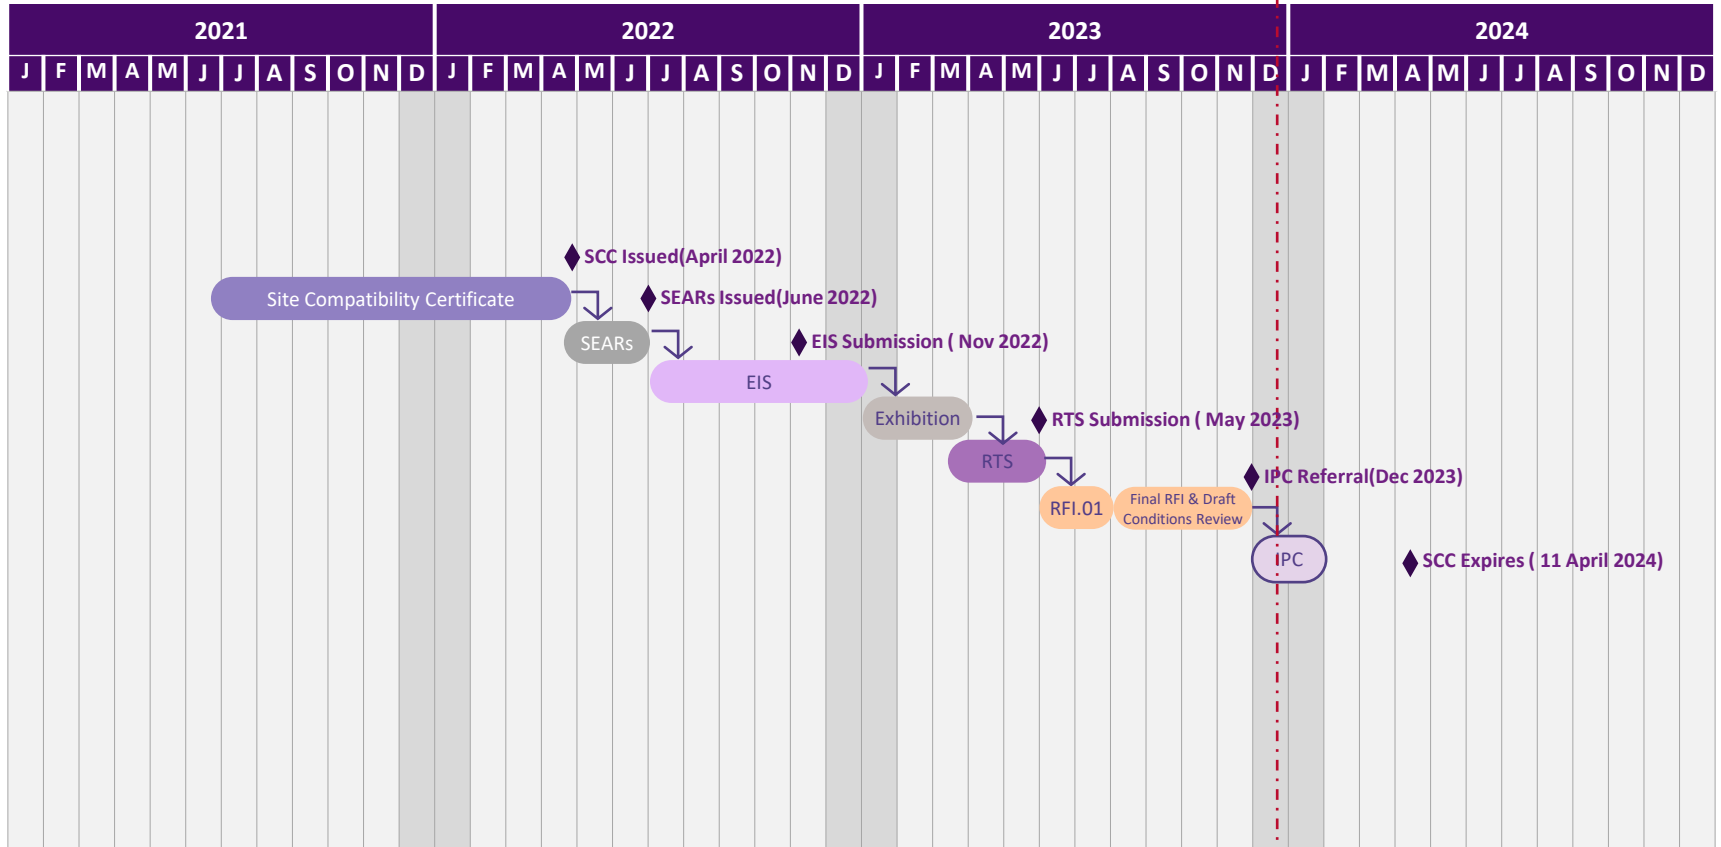 2021 2022 2023 2024
J F M A M J J A S O N D J F M A M J J A S O N D J F M A M J J A S O N D J F M A M J J A S O N D
SCC Issued(April 2022)
Site Compatibility Certificate
SEARs Issued(June 2022)
SEARs
EIS Submission ( Nov 2022)
EIS
Exhibition
RTS Submission ( May 2023)
RTS
IPC Referral(Dec 2023)
RFI.01
Final RFI & Draft
Conditions Review
IPC
SCC Expires ( 11 April 2024)